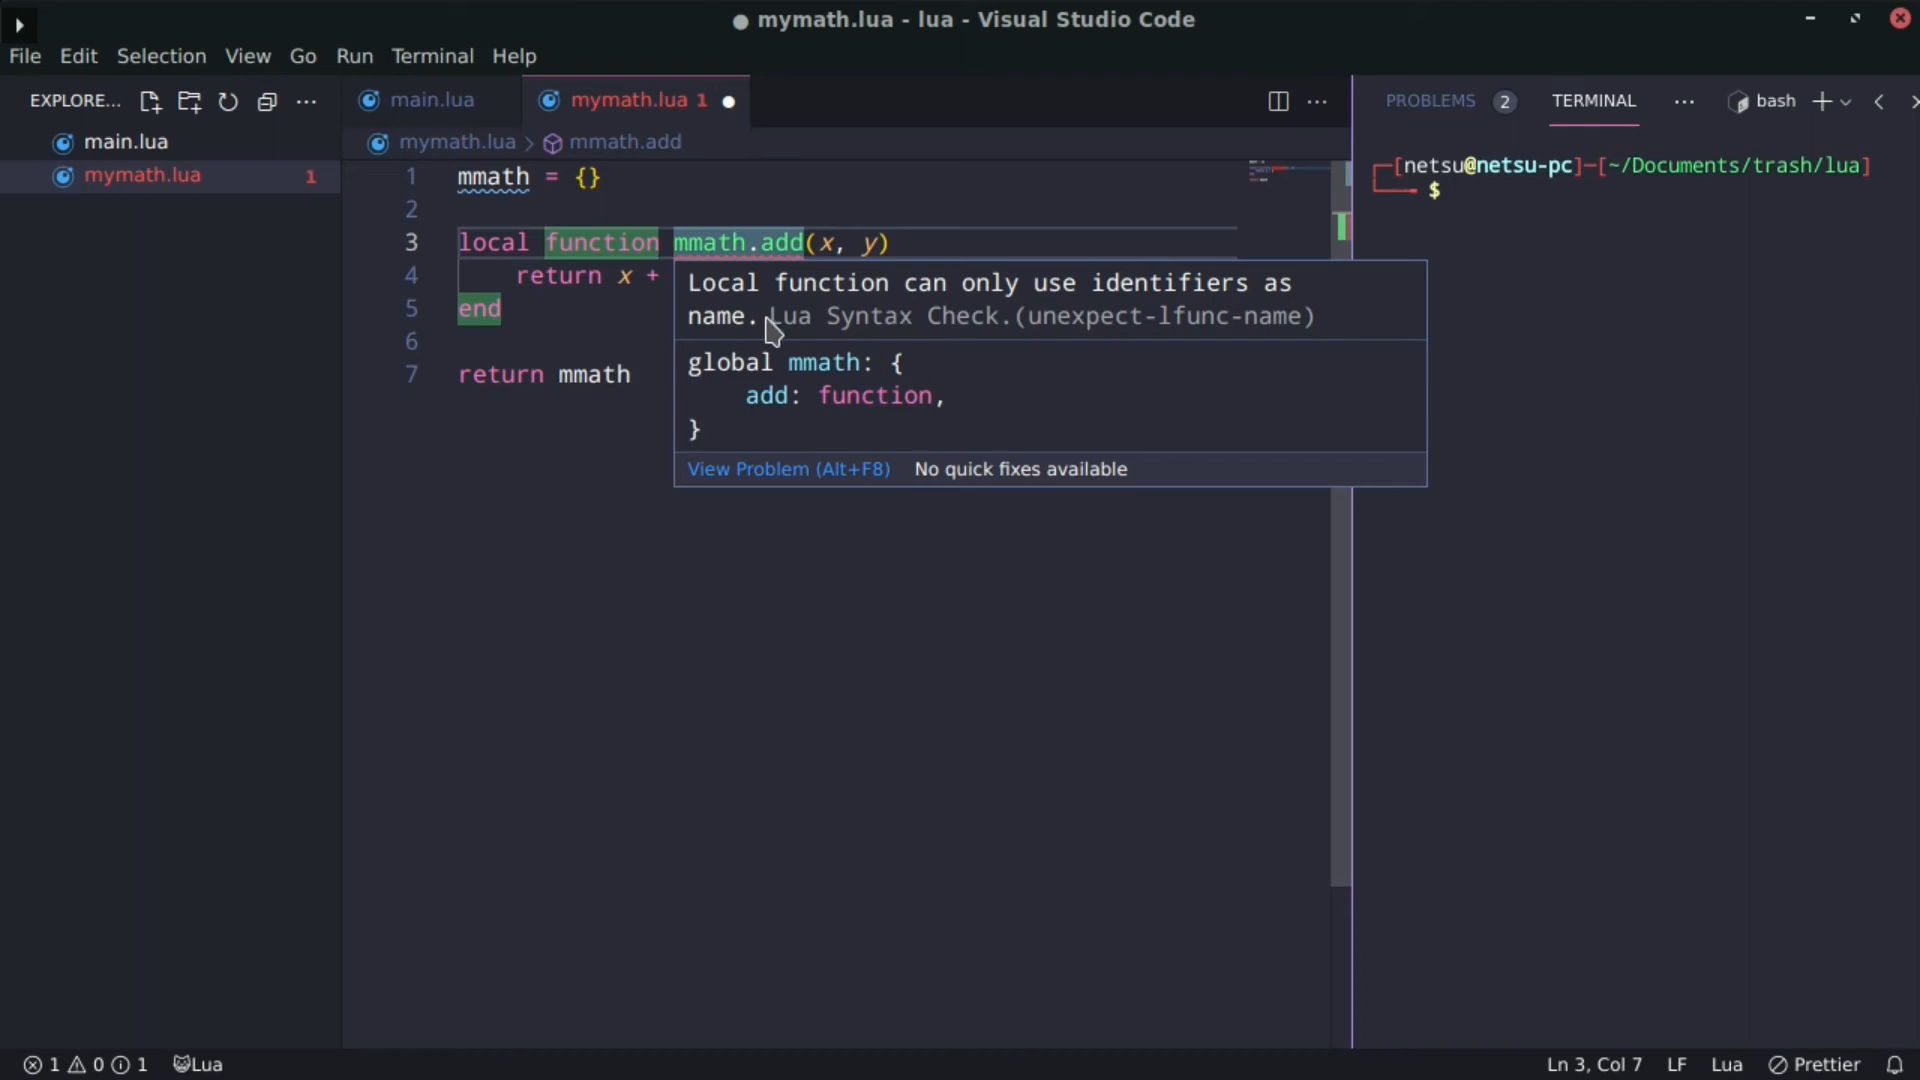 mymath.lua - lua - Visual Studio Code
File Edit Selection View Go Run Terminal Help
EXPLORE...
main.lua
mymath.lua 1
main.lua mymath.lua 1
mymath.lua > mmath.add
1 mmath = {}
2
3 local function mmath.add(x, y)
4 return x +
5 end
6
7 return mmath
Local function can only use identifiers as
name. Lua Syntax Check.(unexpect-lfunc-name)
global mmath: {
add: function,
}
View Problem (Alt+F8) No quick fixes available
PROBLEMS 2 TERMINAL ... bash
[netsu@netsu-pc]-[~/Documents/trash/lua]
$
1 0 1 Lua
Ln 3, Col 7 LF Lua Prettier